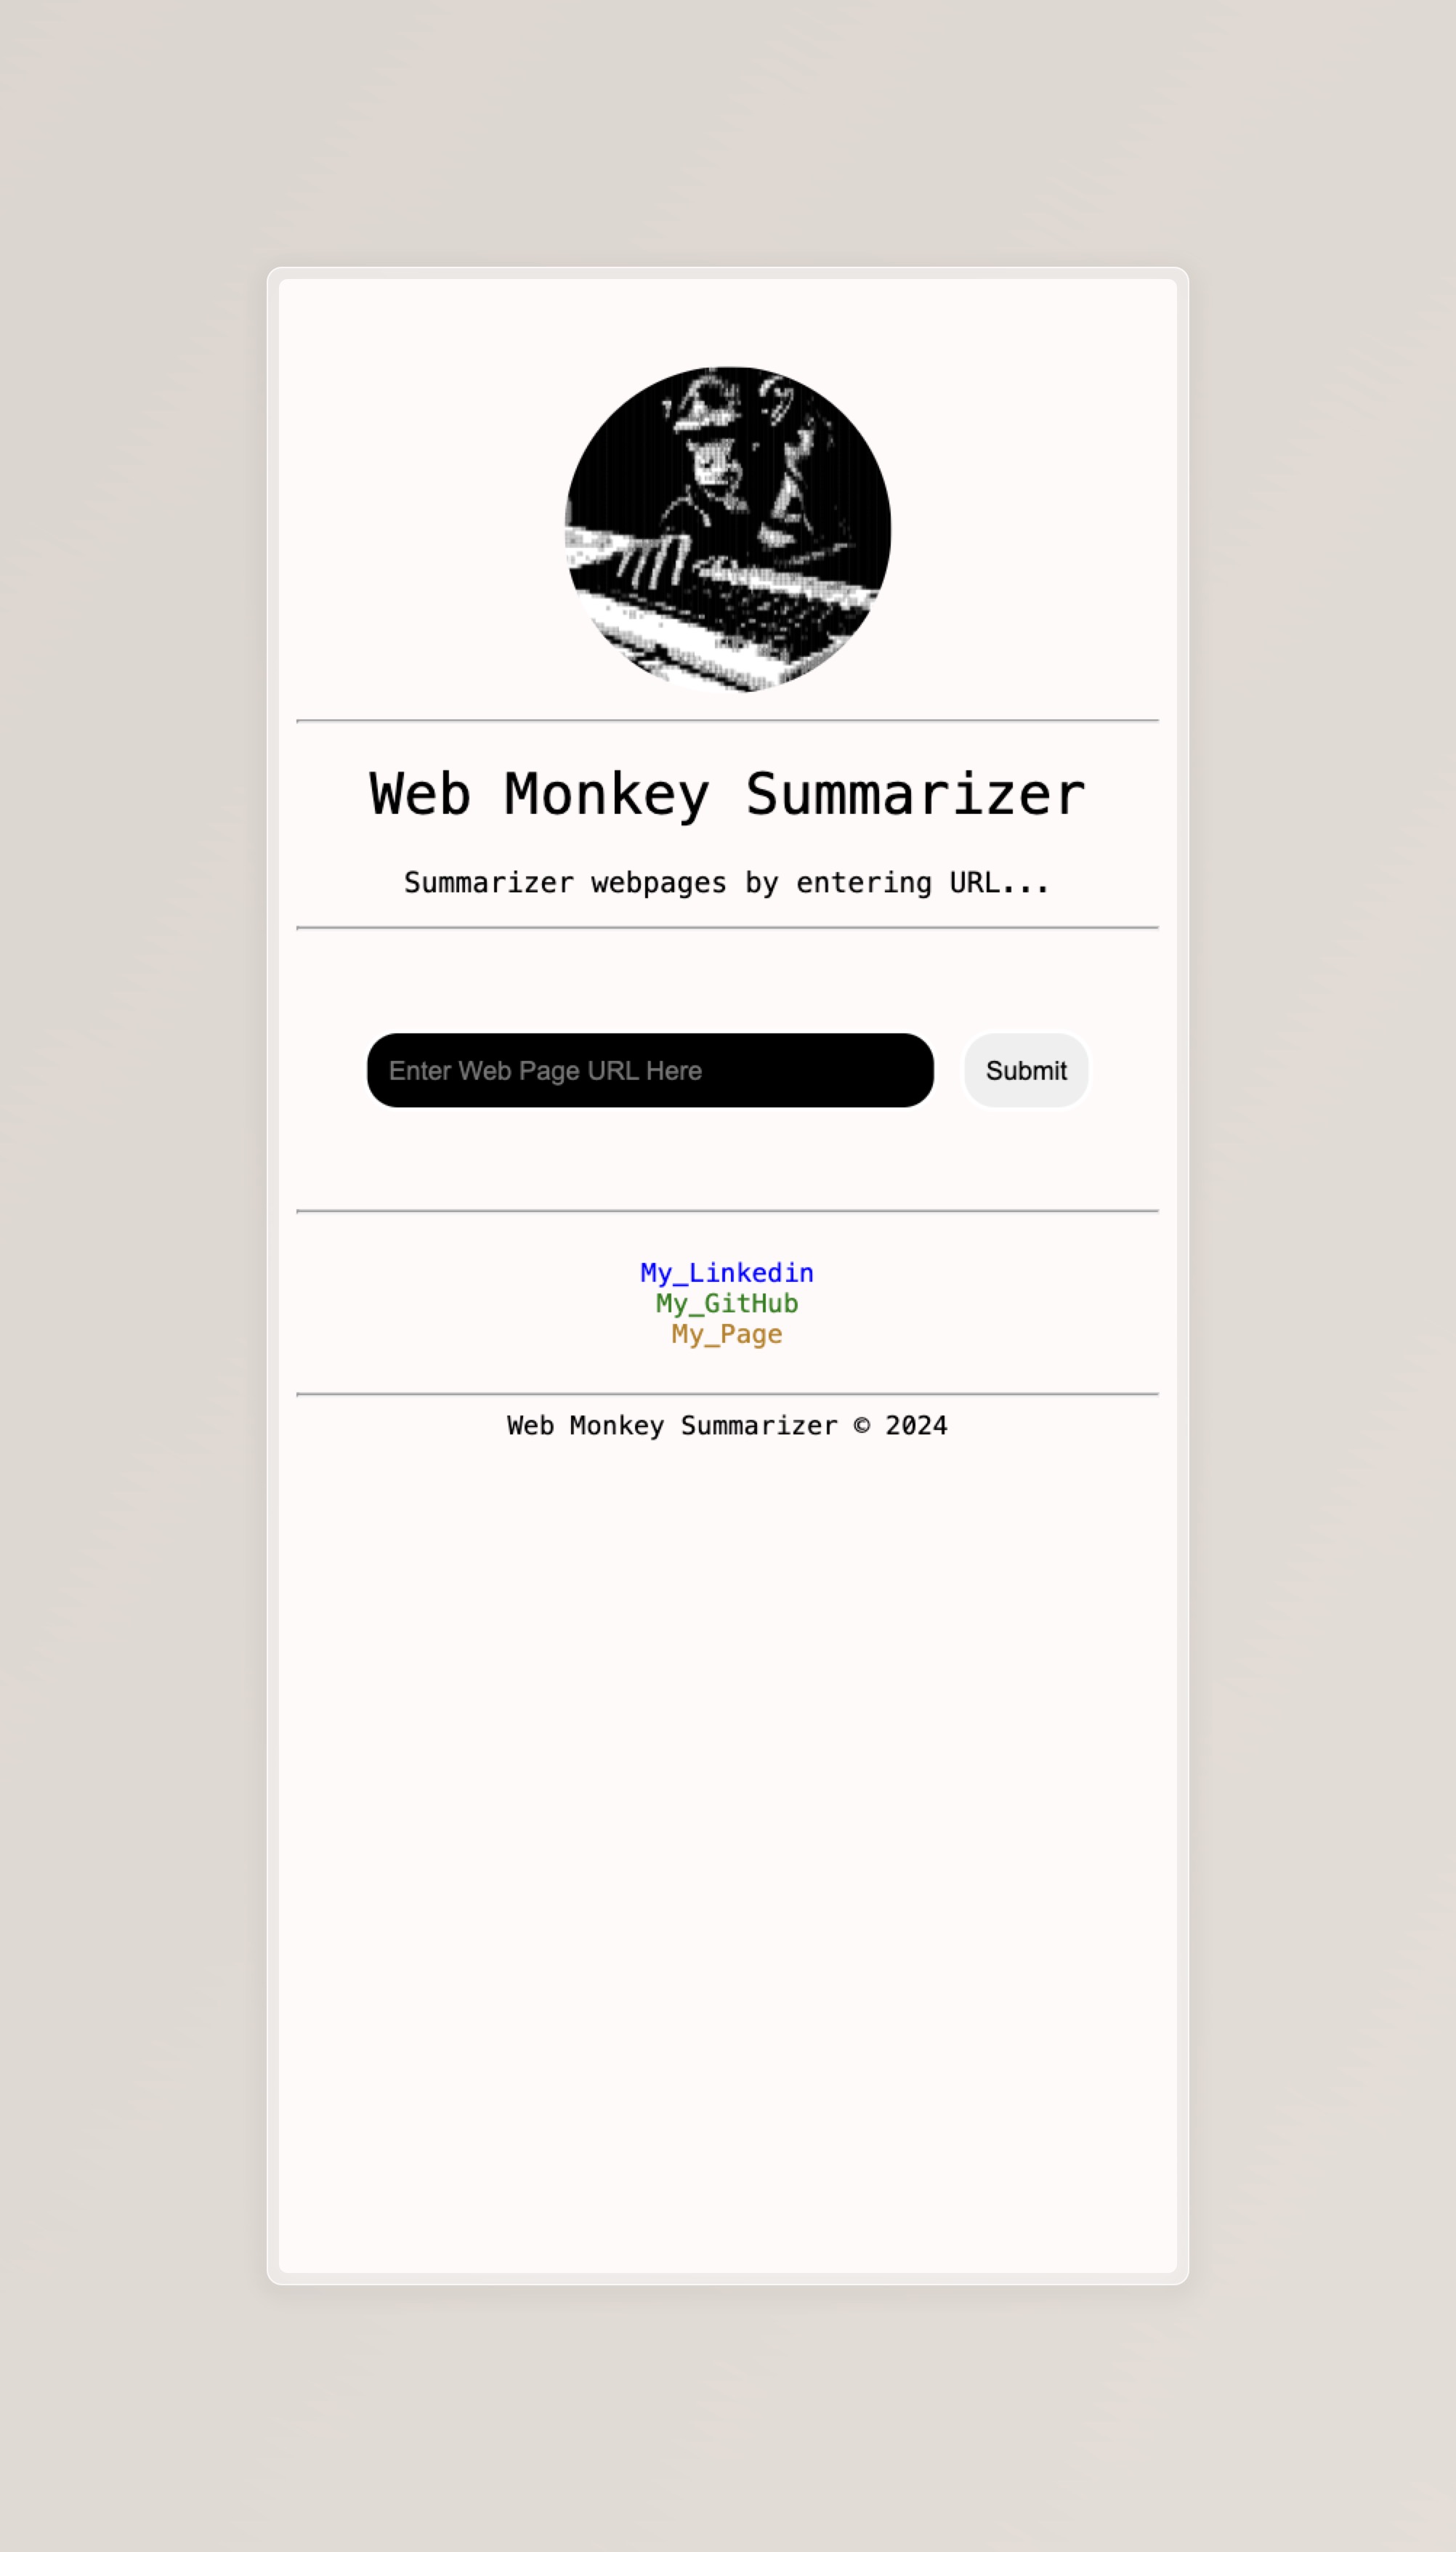 Web Monkey Summarizer
Summarizer webpages by entering URL...
Enter Web Page URL Here
Submit
My_Linkedin
My_GitHub
My_Page
Web Monkey Summarizer © 2024